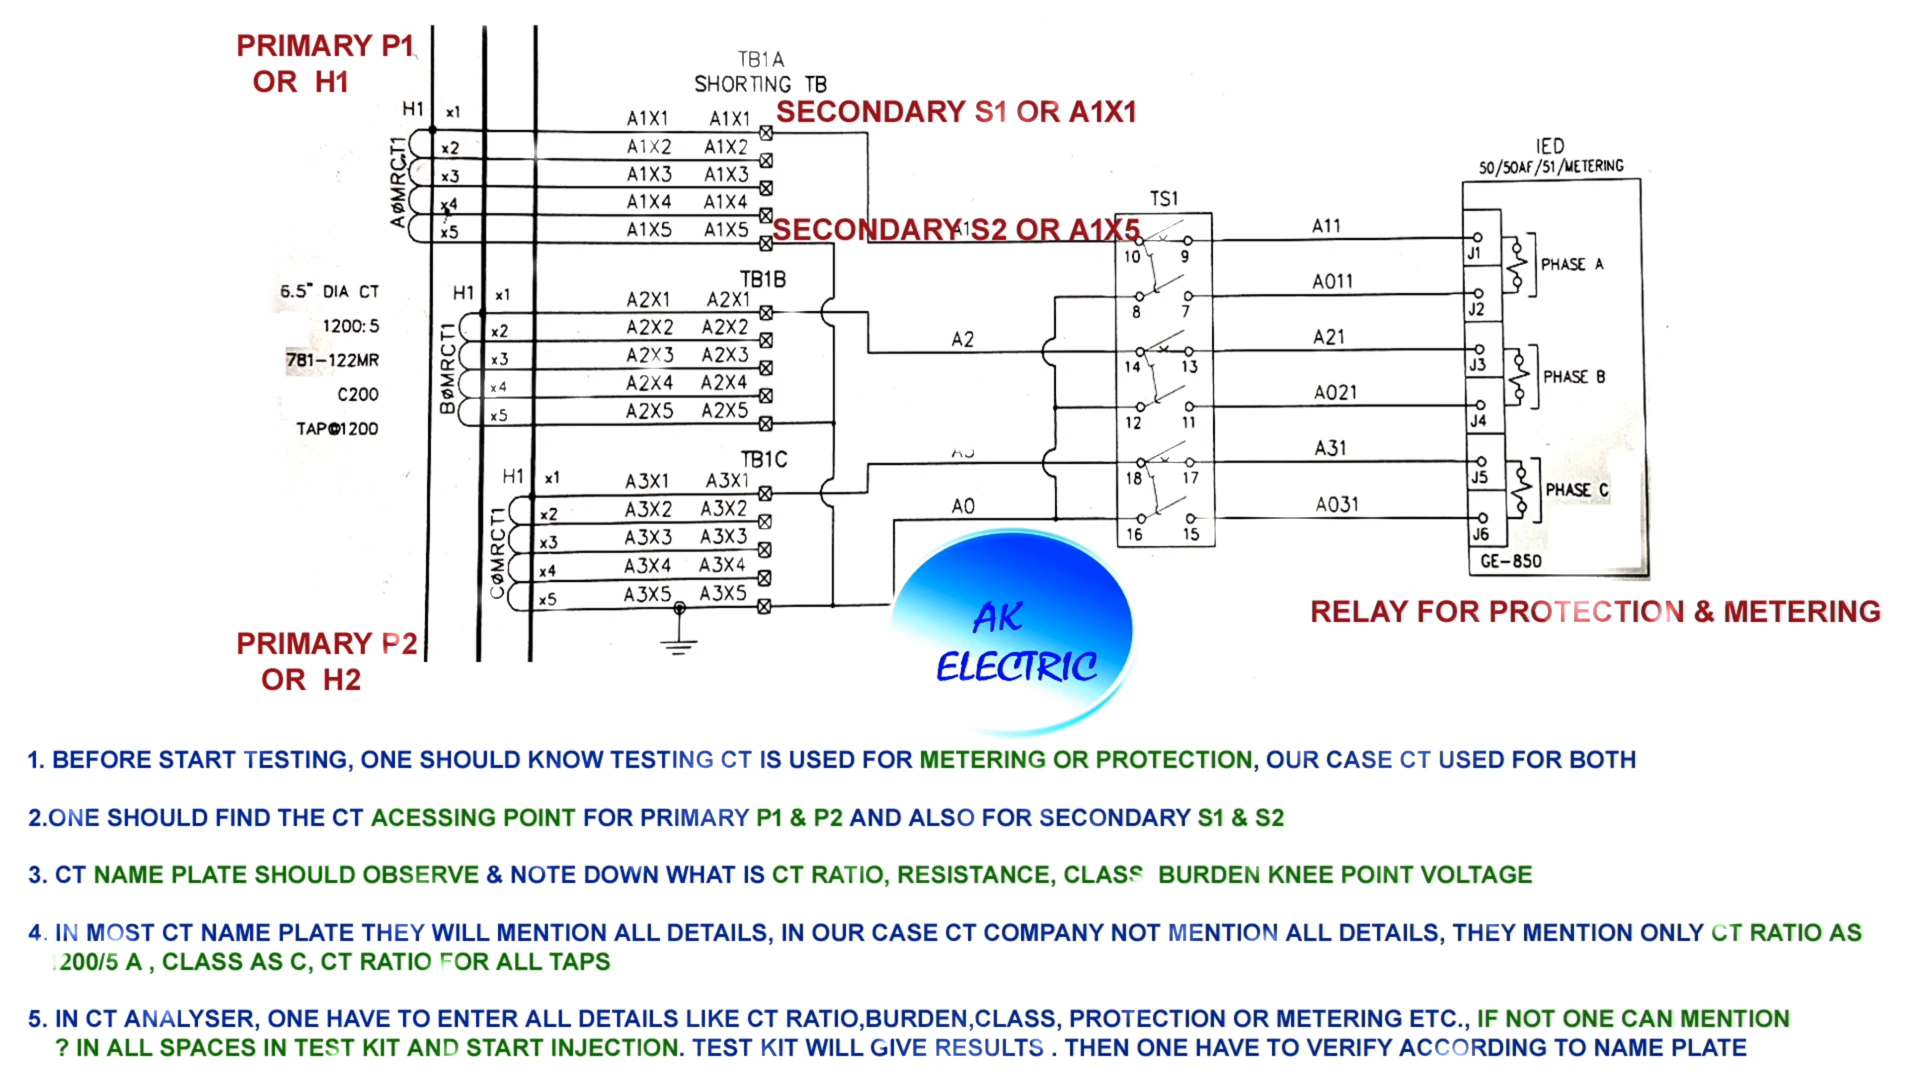 PRIMARY P1
OR H1
TB1A
SHORTING TB
SECONDARY S1 OR A1X1
H1 x1 A1X1 A1X1
x2 A1X2 A1X2
x3 A1X3 A1X3
x4 A1X4 A1X4
x5 A1X5 A1X5
AØMRCT1
SECONDARY S2 OR A1X5
6.5" DIA CT
1200:5
781-122MR
C200
TAP@1200
TB1B
H1 x1 A2X1 A2X1
x2 A2X2 A2X2
x3 A2X3 A2X3
x4 A2X4 A2X4
x5 A2X5 A2X5
BØMRCT1
TB1C
H1 x1 A3X1 A3X1
x2 A3X2 A3X2
x3 A3X3 A3X3
x4 A3X4 A3X4
x5 A3X5 A3X5
CØMRCT1
A2
A0
TS1
10 9
8 7
14 13
12 11
18 17
16 15
A11
A011
A21
A021
A31
A031
IED
50/50AF/51/METERING
J1
J2
PHASE A
J3
J4
PHASE B
J5
J6
PHASE C
GE-850
PRIMARY P2
OR H2
AK
ELECTRIC
RELAY FOR PROTECTION & METERING
1. BEFORE START TESTING, ONE SHOULD KNOW TESTING CT IS USED FOR METERING OR PROTECTION, OUR CASE CT USED FOR BOTH
2.ONE SHOULD FIND THE CT ACESSING POINT FOR PRIMARY P1 & P2 AND ALSO FOR SECONDARY S1 & S2
3. CT NAME PLATE SHOULD OBSERVE & NOTE DOWN WHAT IS CT RATIO, RESISTANCE, CLASS BURDEN KNEE POINT VOLTAGE
4. IN MOST CT NAME PLATE THEY WILL MENTION ALL DETAILS, IN OUR CASE CT COMPANY NOT MENTION ALL DETAILS, THEY MENTION ONLY CT RATIO AS
1200/5 A , CLASS AS C, CT RATIO FOR ALL TAPS
5. IN CT ANALYSER, ONE HAVE TO ENTER ALL DETAILS LIKE CT RATIO,BURDEN,CLASS, PROTECTION OR METERING ETC., IF NOT ONE CAN MENTION
? IN ALL SPACES IN TEST KIT AND START INJECTION. TEST KIT WILL GIVE RESULTS . THEN ONE HAVE TO VERIFY ACCORDING TO NAME PLATE